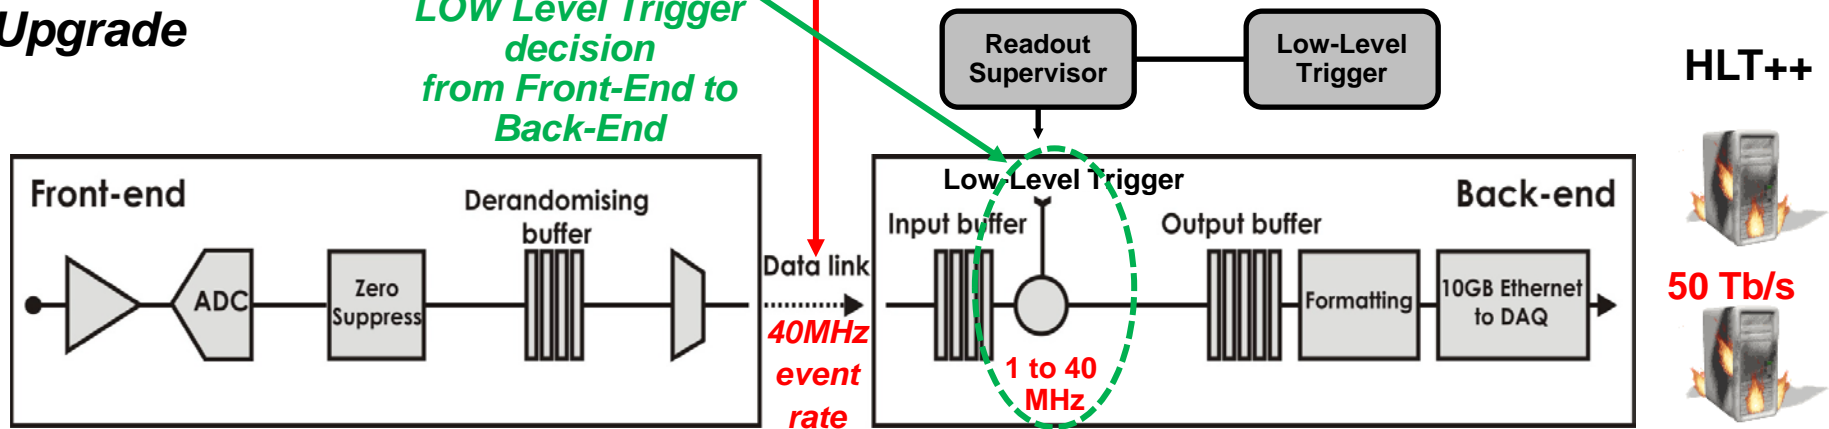 Upgrade
LOW Level Trigger
decision
from Front-End to
Back-End
Readout
Supervisor
Low-Level
Trigger
HLT++
Front-end
Derandomising
buffer
ADC
Zero
Suppress
Data link
40MHz
event
rate
Low-Level Trigger
Back-end
Input buffer
Output buffer
1 to 40
MHz
Formatting
10GB Ethernet
to DAQ
50 Tb/s